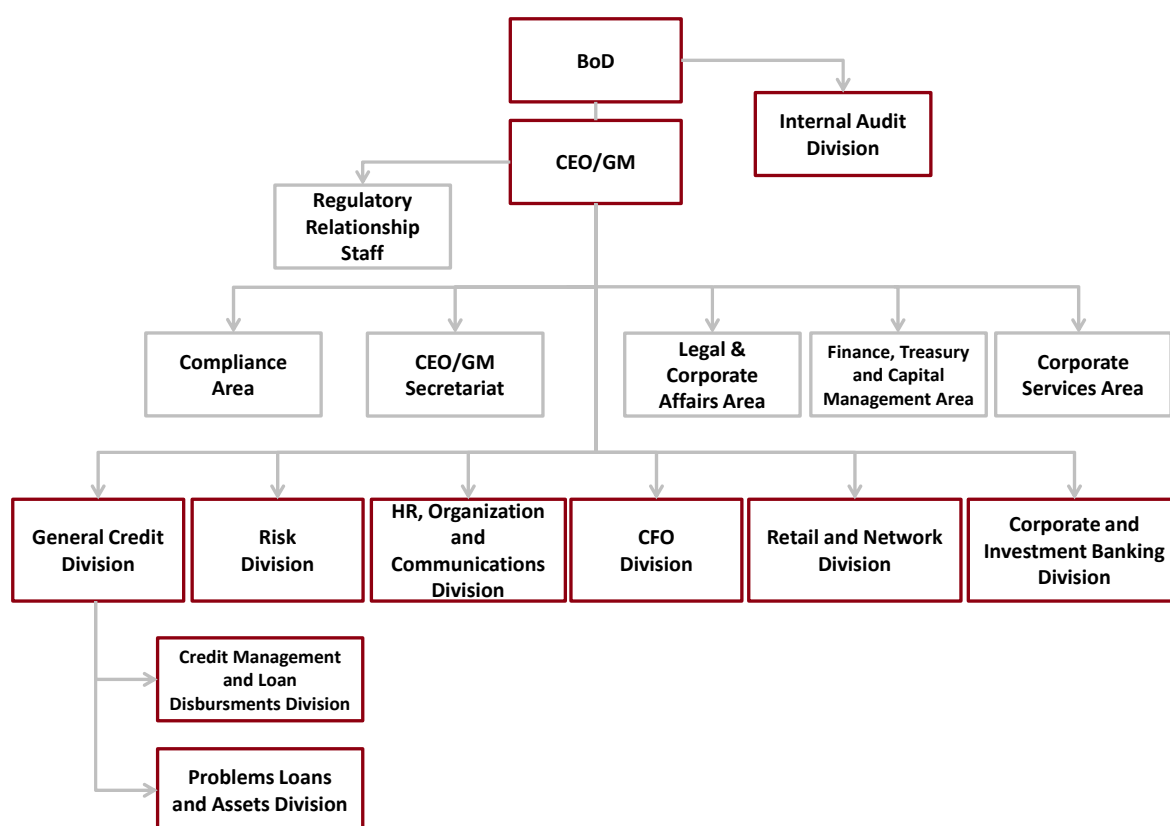 BoD
Internal Audit
Division
CEO/GM
Regulatory
Relationship
Staff
Compliance
Area
CEO/GM
Secretariat
Legal &
Corporate
Affairs Area
Finance, Treasury
and Capital
Management Area
Corporate
Services Area
General Credit
Division
Risk
Division
HR, Organization
and
Communications
Division
CFO
Division
Retail and Network
Division
Corporate and
Investment Banking
Division
Credit Management
and Loan
Disbursments Division
Problems Loans
and Assets Division